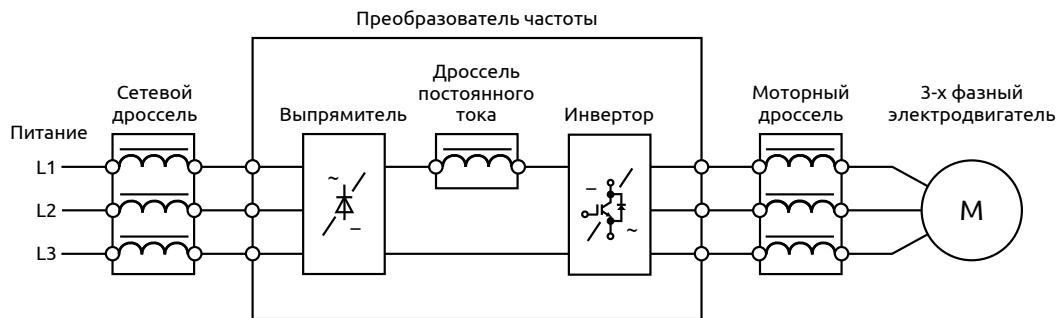 Преобразователь частоты
Сетевой
дроссель
Выпрямитель
Дроссель
постоянного
тока
Инвертор
Моторный
дроссель
3-х фазный
электродвигатель
Питание
L1
L2
L3
~
–
–
~
M